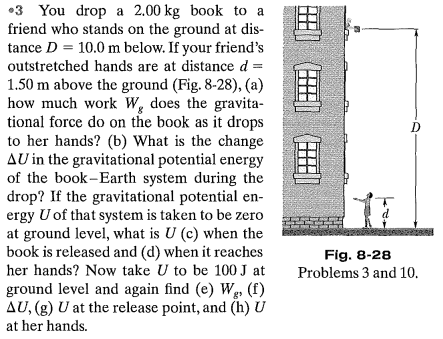 •3 You drop a 2.00 kg book to a
friend who stands on the ground at dis-
tance D = 10.0 m below. If your friend's
outstretched hands are at distance d =
1.50 m above the ground (Fig. 8-28), (a)
how much work Wg does the gravita-
tional force do on the book as it drops
to her hands? (b) What is the change
ΔU in the gravitational potential energy
of the book–Earth system during the
drop? If the gravitational potential en-
ergy U of that system is taken to be zero
at ground level, what is U (c) when the
book is released and (d) when it reaches
her hands? Now take U to be 100 J at
ground level and again find (e) Wg, (f)
ΔU, (g) U at the release point, and (h) U
at her hands.
D
d
Fig. 8-28
Problems 3 and 10.